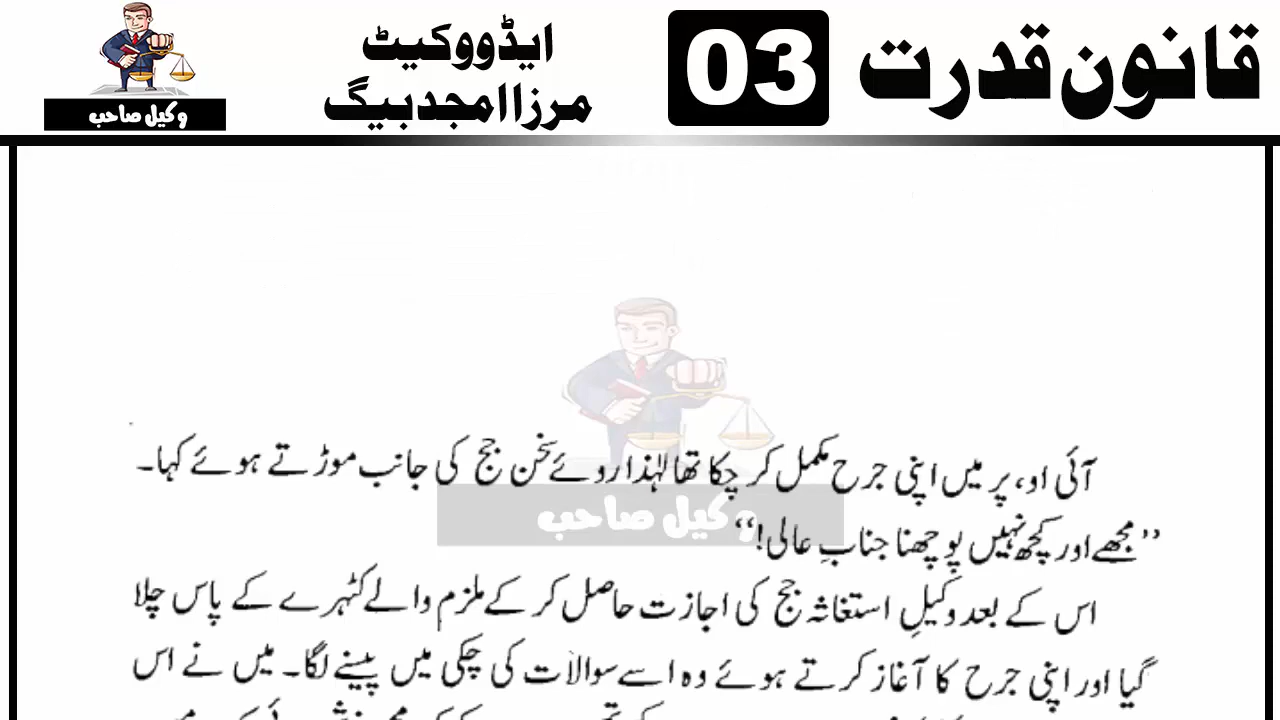 قانون قدرت 03
ایڈووکیٹ
مرزا امجد بیگ
وکیل صاحب
آئی او، پر میں اپنی جرح مکمل کر چکا تھا لہٰذا روئے سخن جج کی جانب موڑتے ہوئے کہا۔
وکیل صاحب
’’مجھے اور کچھ نہیں پوچھنا جنابِ عالی!‘‘
اس کے بعد وکیلِ استغاثہ جج کی اجازت حاصل کر کے ملزم والے کٹہرے کے پاس چلا
گیا اور اپنی جرح کا آغاز کرتے ہوئے وہ اسے سوالات کی چکی میں پیسنے لگا۔ میں نے اس